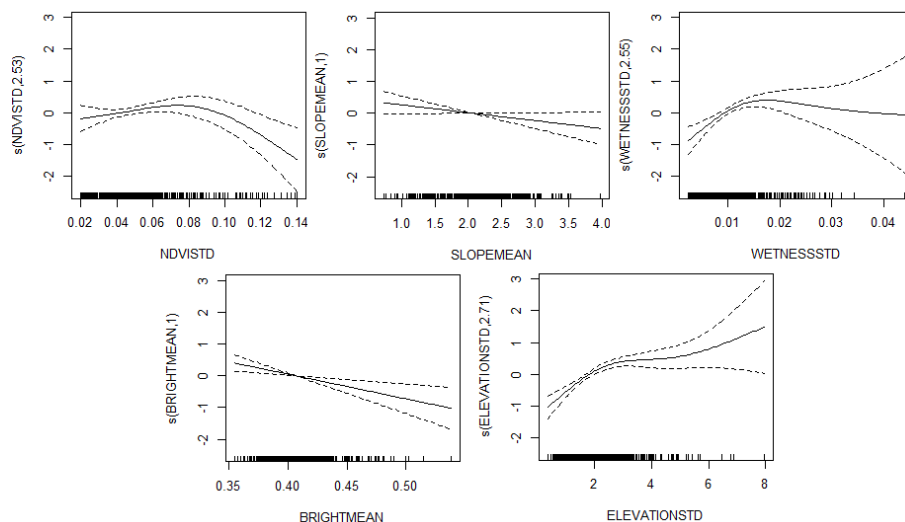 s(NDVISTD,2.53)
3
2
1
0
-1
-2
0.02 0.04 0.06 0.08 0.10 0.12 0.14
NDVISTD
s(SLOPEMEAN,1)
3
2
1
0
-1
-2
1.0 1.5 2.0 2.5 3.0 3.5 4.0
SLOPEMEAN
s(WETNESSSTD,2.55)
3
2
1
0
-1
-2
0.01 0.02 0.03 0.04
WETNESSSTD
s(BRIGHTMEAN,1)
3
2
1
0
-1
-2
0.35 0.40 0.45 0.50
BRIGHTMEAN
s(ELEVATIONSTD,2.71)
3
2
1
0
-1
-2
2 4 6 8
ELEVATIONSTD